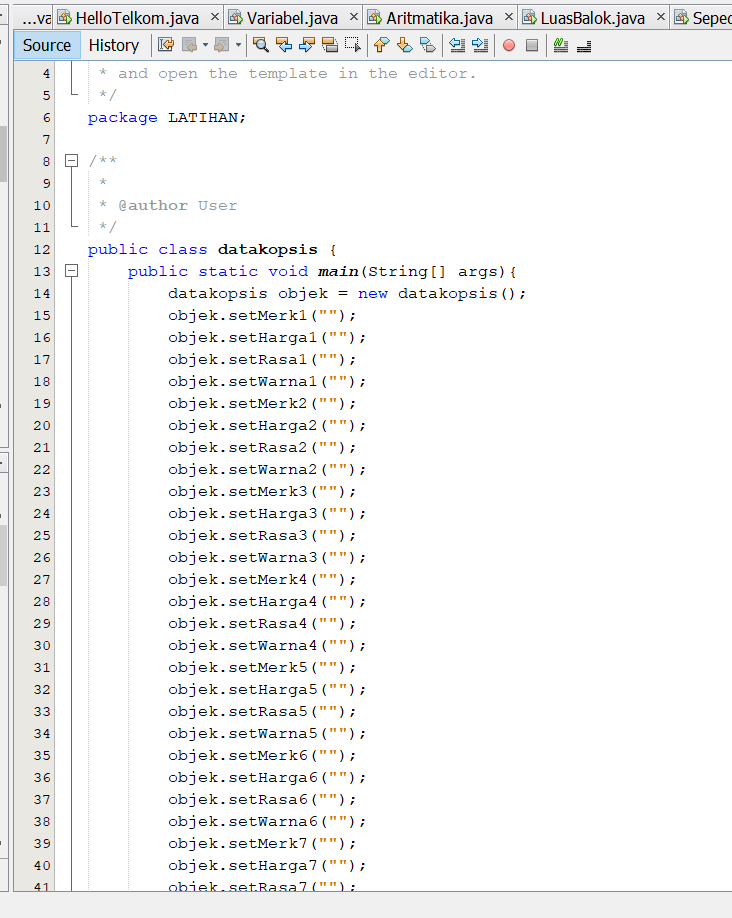 ...va HelloTelkom.java × Variabel.java × Aritmatika.java × LuasBalok.java ×
Source History
4 * and open the template in the editor.
5 */
6 package LATIHAN;
7
8 /**
9 *
10 * @author User
11 */
12 public class datakopsis {
13 public static void main(String[] args){
14 datakopsis objek = new datakopsis();
15 objek.setMerk1("");
16 objek.setHarga1("");
17 objek.setRasa1("");
18 objek.setWarna1("");
19 objek.setMerk2("");
20 objek.setHarga2("");
21 objek.setRasa2("");
22 objek.setWarna2("");
23 objek.setMerk3("");
24 objek.setHarga3("");
25 objek.setRasa3("");
26 objek.setWarna3("");
27 objek.setMerk4("");
28 objek.setHarga4("");
29 objek.setRasa4("");
30 objek.setWarna4("");
31 objek.setMerk5("");
32 objek.setHarga5("");
33 objek.setRasa5("");
34 objek.setWarna5("");
35 objek.setMerk6("");
36 objek.setHarga6("");
37 objek.setRasa6("");
38 objek.setWarna6("");
39 objek.setMerk7("");
40 objek.setHarga7("");
41 objek.setRasa7("");